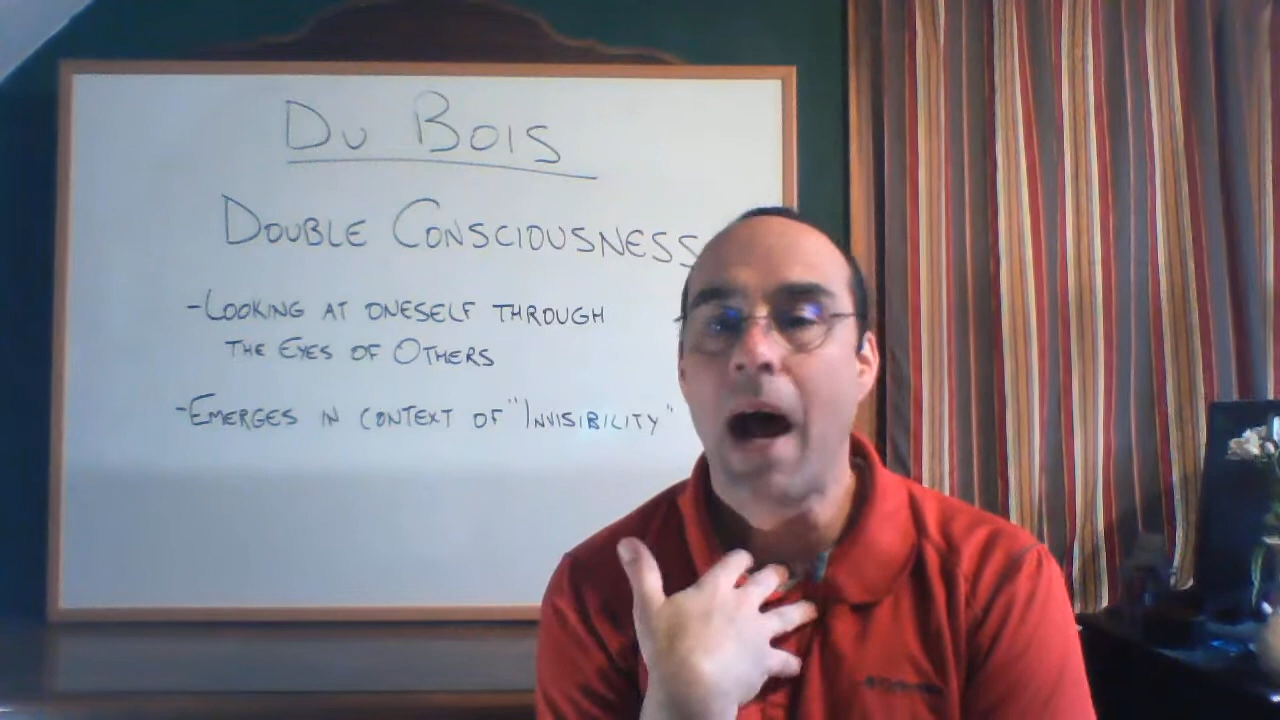 Du Bois
DOUBLE CONSCIOUSNESS
-LOOKING AT ONESELF THROUGH
THE EYES OF OTHERS
-EMERGES IN CONTEXT OF "INVISIBILITY"